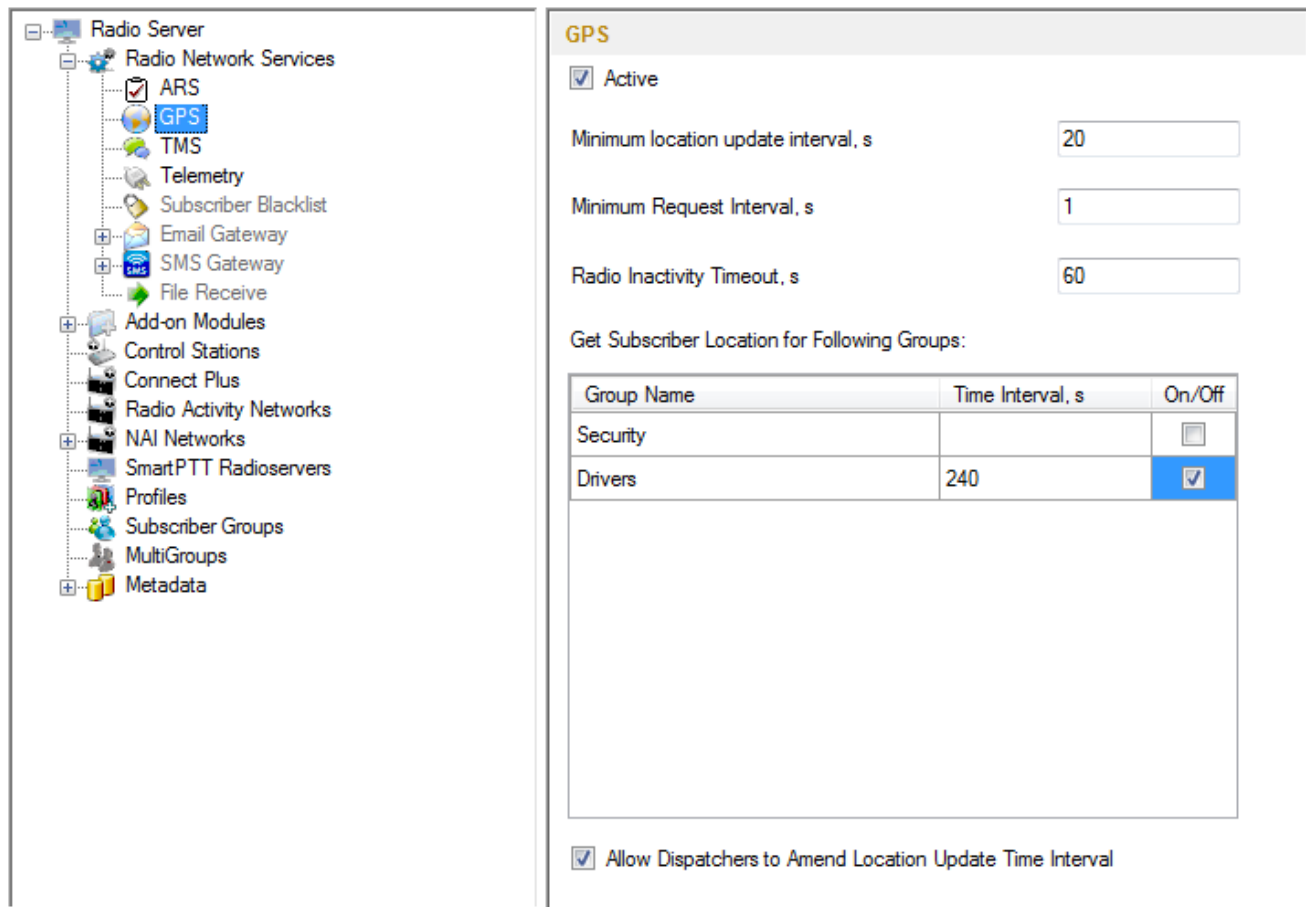 Radio Server
Radio Network Services
ARS
GPS
TMS
Telemetry
Subscriber Blacklist
Email Gateway
SMS Gateway
File Receive
Add-on Modules
Control Stations
Connect Plus
Radio Activity Networks
NAI Networks
SmartPTT Radioservers
Profiles
Subscriber Groups
MultiGroups
Metadata
GPS
Active
Minimum location update interval, s 20
Minimum Request Interval, s 1
Radio Inactivity Timeout, s 60
Get Subscriber Location for Following Groups:
Group Name Time Interval, s On/Off
Security
Drivers 240
Allow Dispatchers to Amend Location Update Time Interval